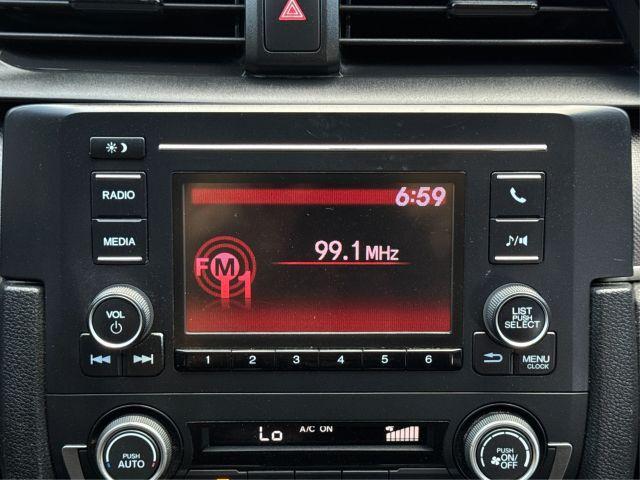 6:59
RADIO
MEDIA
99.1 MHz
FM 1
VOL
LIST
PUSH
SELECT
1 2 3 4 5 6
MENU
CLOCK
Lo A/C ON
PUSH
AUTO
PUSH
ON/
OFF